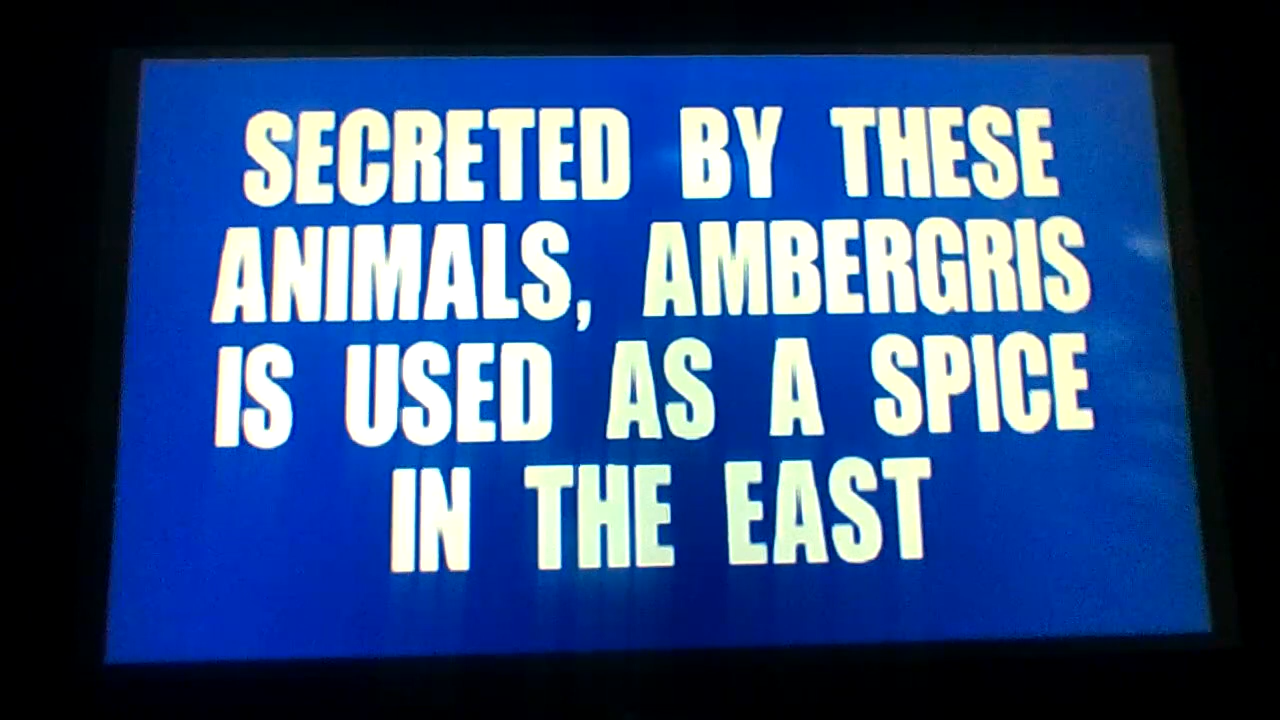 SECRETED BY THESE
ANIMALS, AMBERGRIS
IS USED AS A SPICE
IN THE EAST